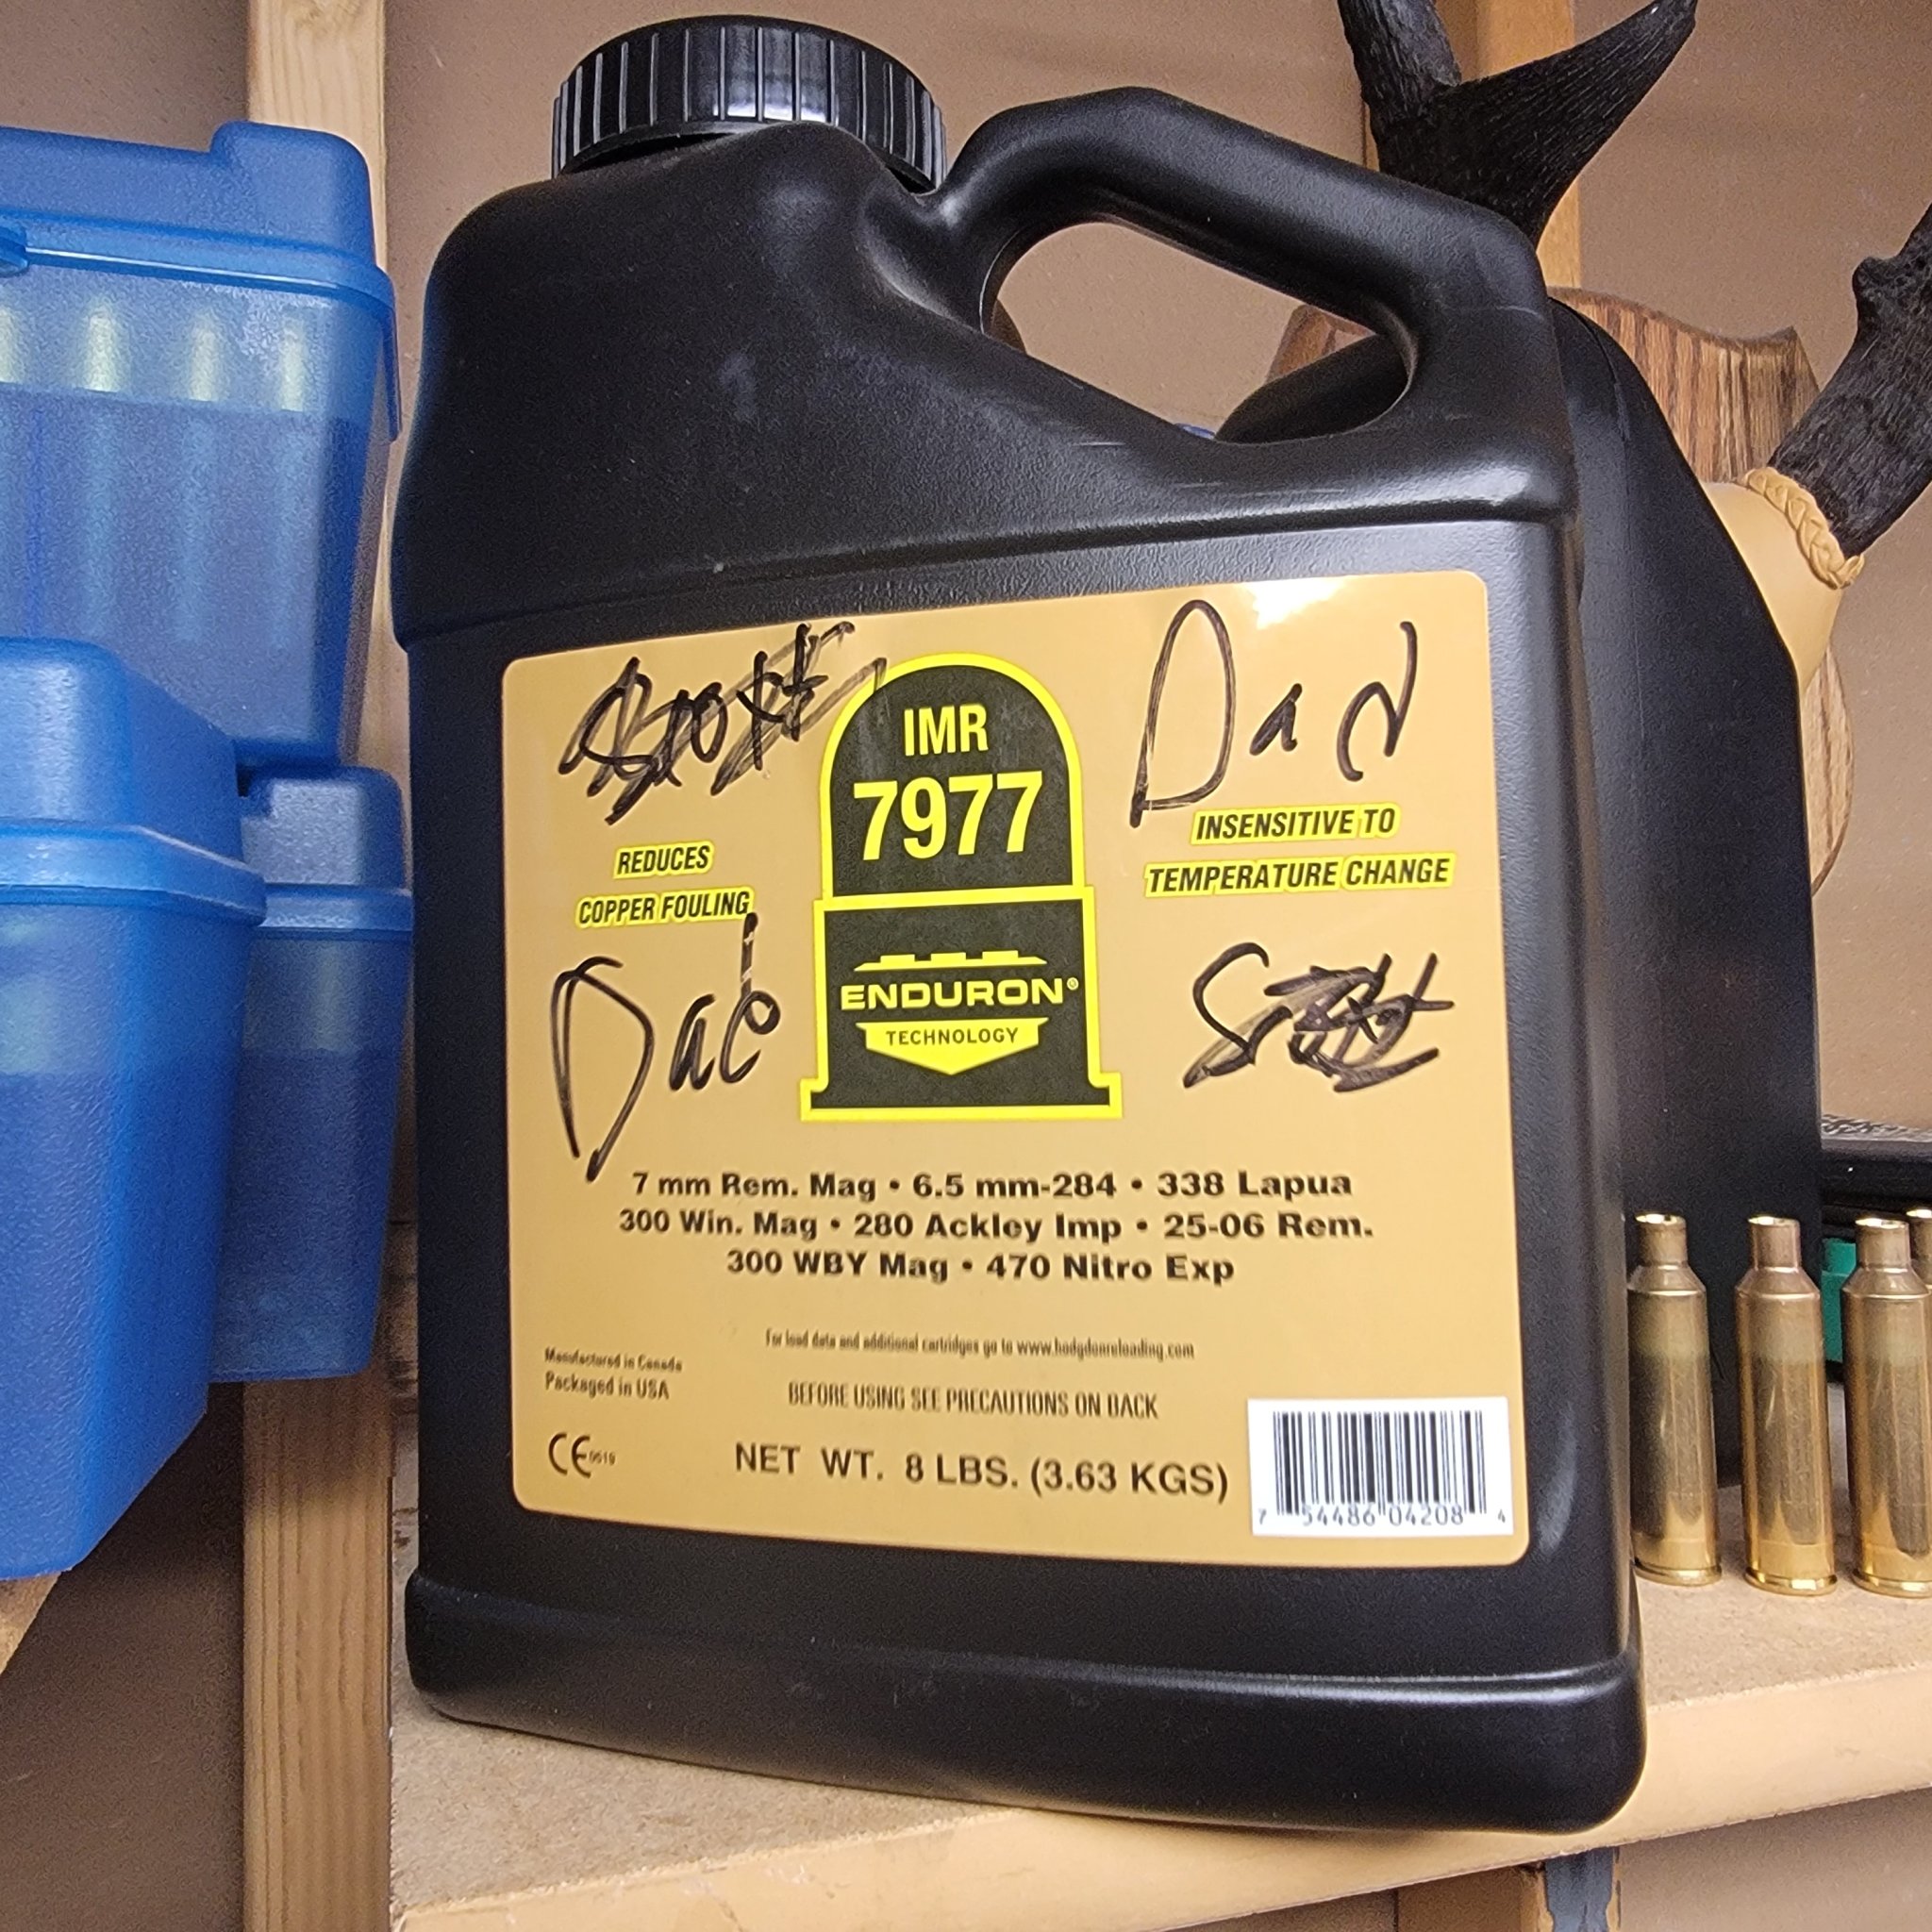 Scott
Dad
IMR
7977
REDUCES
COPPER FOULING
INSENSITIVE TO
TEMPERATURE CHANGE
Dad
ENDURON®
TECHNOLOGY
7 mm Rem. Mag • 6.5 mm-284 • 338 Lapua
300 Win. Mag • 280 Ackley Imp • 25-06 Rem.
300 WBY Mag • 470 Nitro Exp
For load data and additional cartridges go to www.hodgdonreloading.com
Manufactured in Canada
Packaged in USA
BEFORE USING SEE PRECAUTIONS ON BACK
CE
NET WT. 8 LBS. (3.63 KGS)
7 54486 04208 4